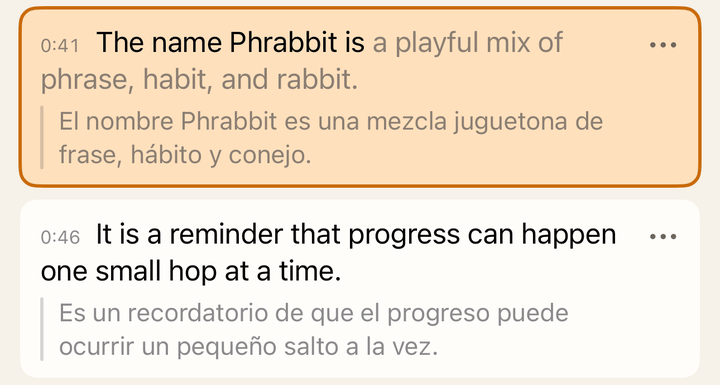 0:41 The name Phrabbit is a playful mix of
phrase, habit, and rabbit.
El nombre Phrabbit es una mezcla juguetona de
frase, hábito y conejo.
0:46 It is a reminder that progress can happen
one small hop at a time.
Es un recordatorio de que el progreso puede
ocurrir un pequeño salto a la vez.